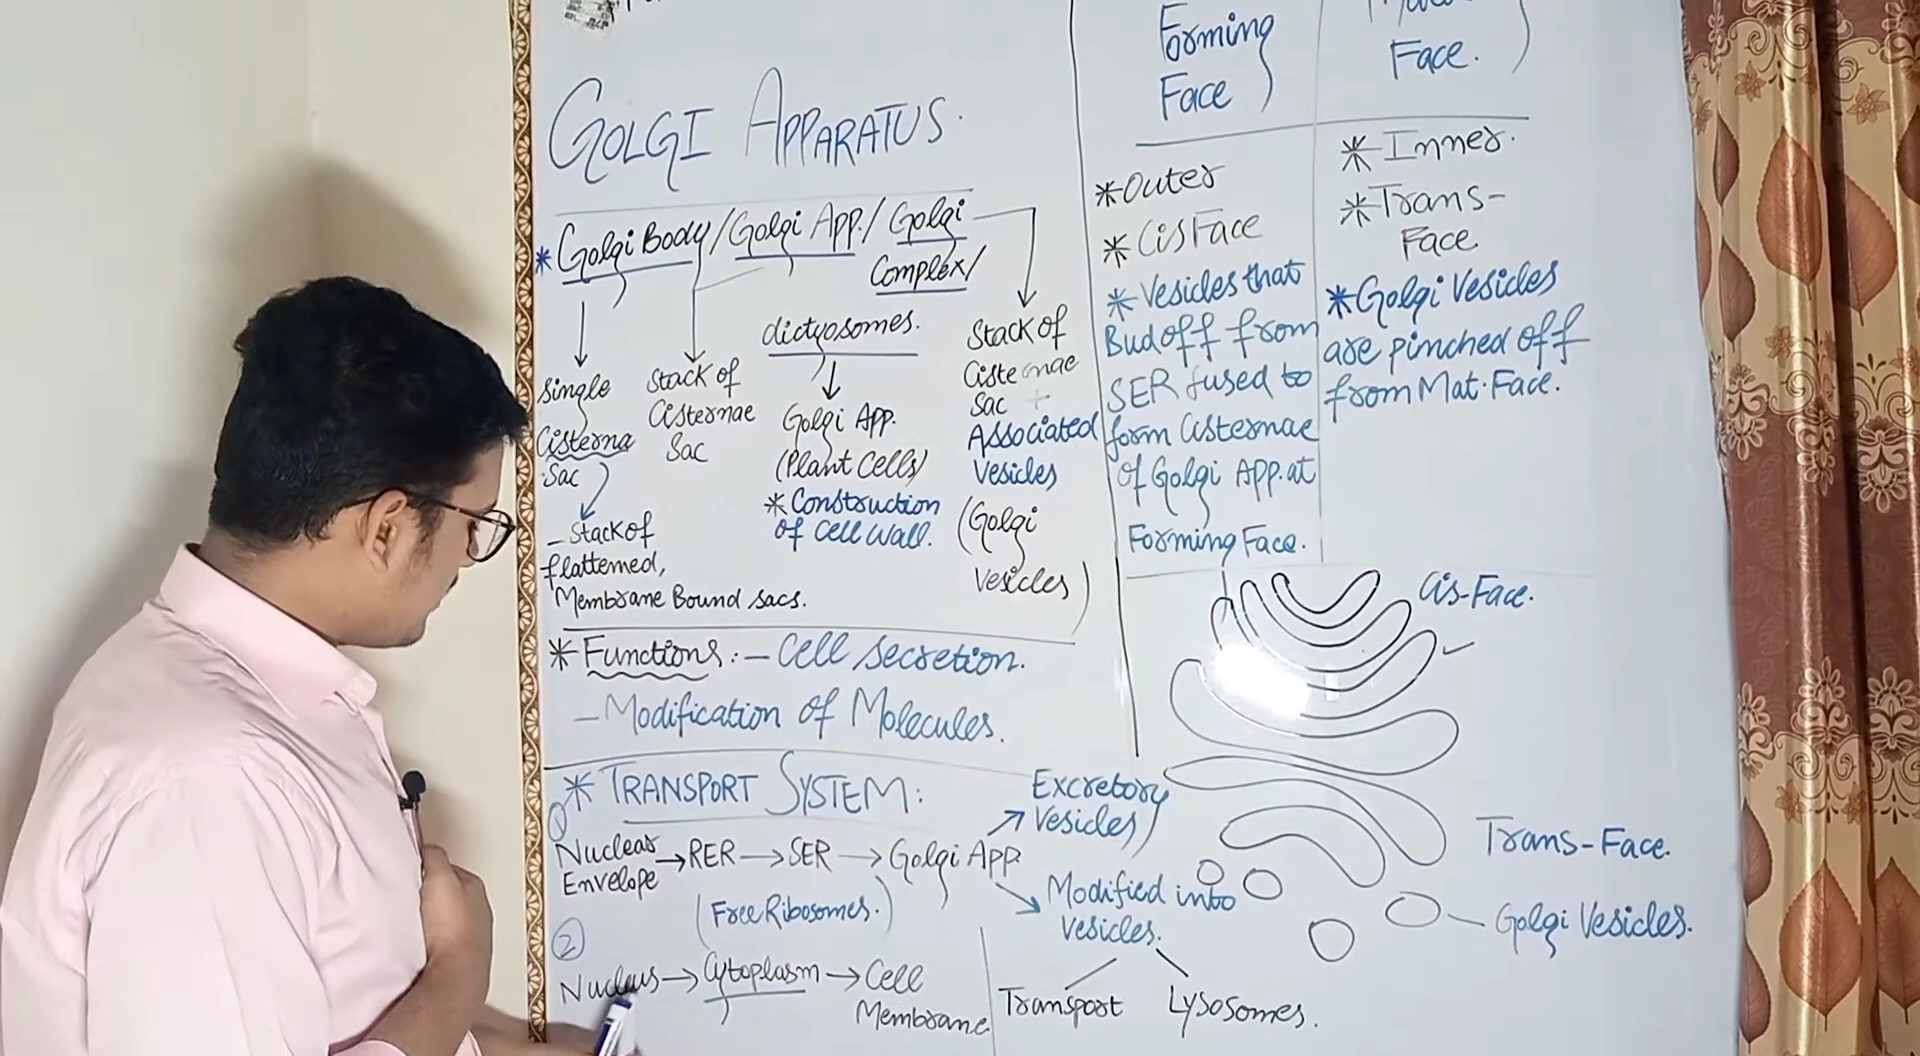 GOLGI APPARATUS.
* Golgi Body/Golgi App./Golgi
Complex/
dictyosomes.
Single
Cisterna
Sac
- Stack of
flattened,
Membrane Bound sacs.
Stack of
Cisternae
Sac
Golgi App.
(Plant Cells)
* Construction
of Cell Wall.
Stack of
Cisternae
Sac +
Associated
Vesicles
(Golgi
Vesicles)
* Functions: - Cell Secretion.
- Modification of Molecules.
* TRANSPORT SYSTEM:
①
Nuclear
Envelope → RER → SER → Golgi App.
(Free Ribosomes.)
Excretory
Vesicles
Modified into
Vesicles.
Transport
Lysosomes.
②
Nucleus → Cytoplasm → Cell
Membrane
Forming
Face)
* Outer
* Cis Face
* Vesicles that
Bud off from
SER fused to
form Cisternae
of Golgi App. at
Forming Face.
Face.)
* Inner.
* Trans-
Face
* Golgi Vesicles
are pinched off
from Mat. Face.
Cis-Face.
Trans-Face.
Golgi Vesicles.